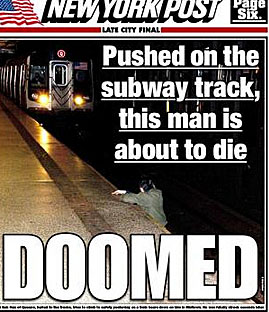 NEW YORK POST
Page
Six.
LATE CITY FINAL
Q
Pushed on the
subway track,
this man is
about to die
DOOMED